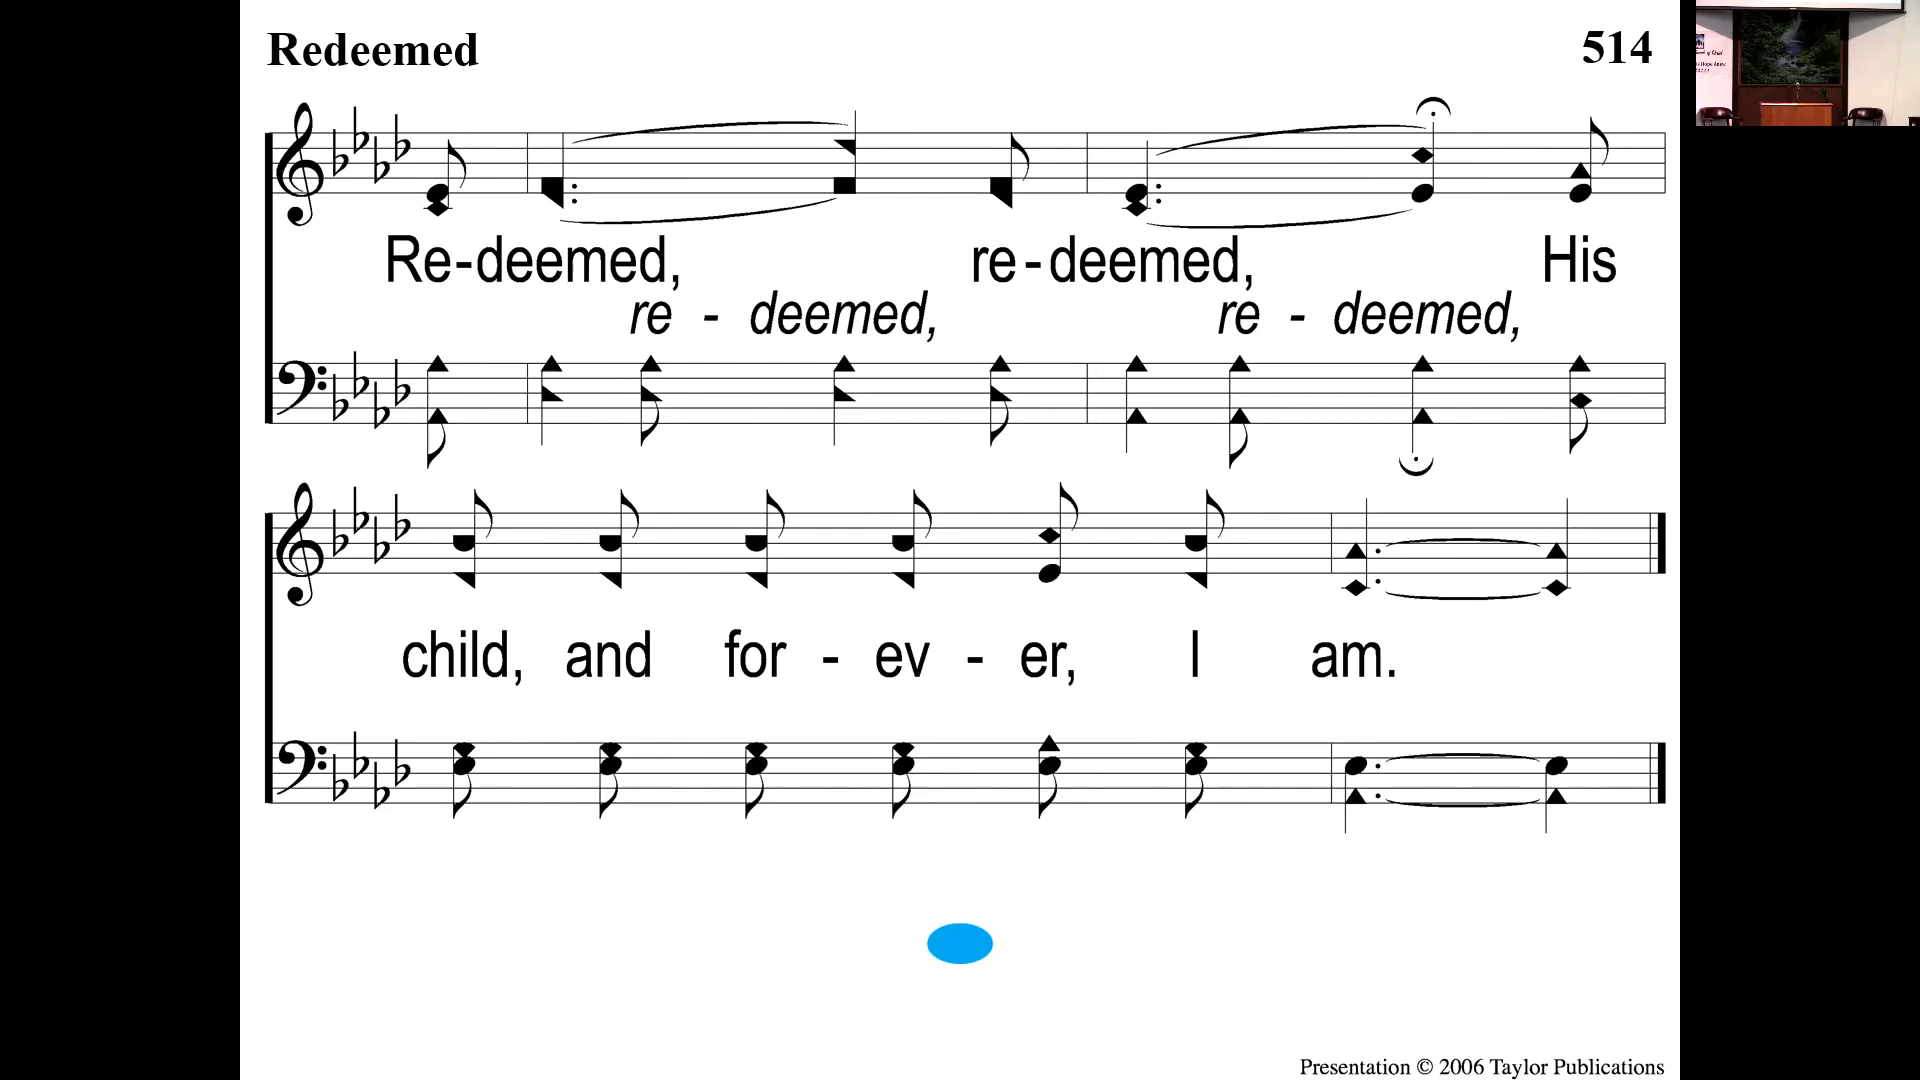 Redeemed 514
Re-deemed, re-deemed, His
re - deemed, re - deemed,
child, and for - ev - er, I am.
Presentation © 2006 Taylor Publications